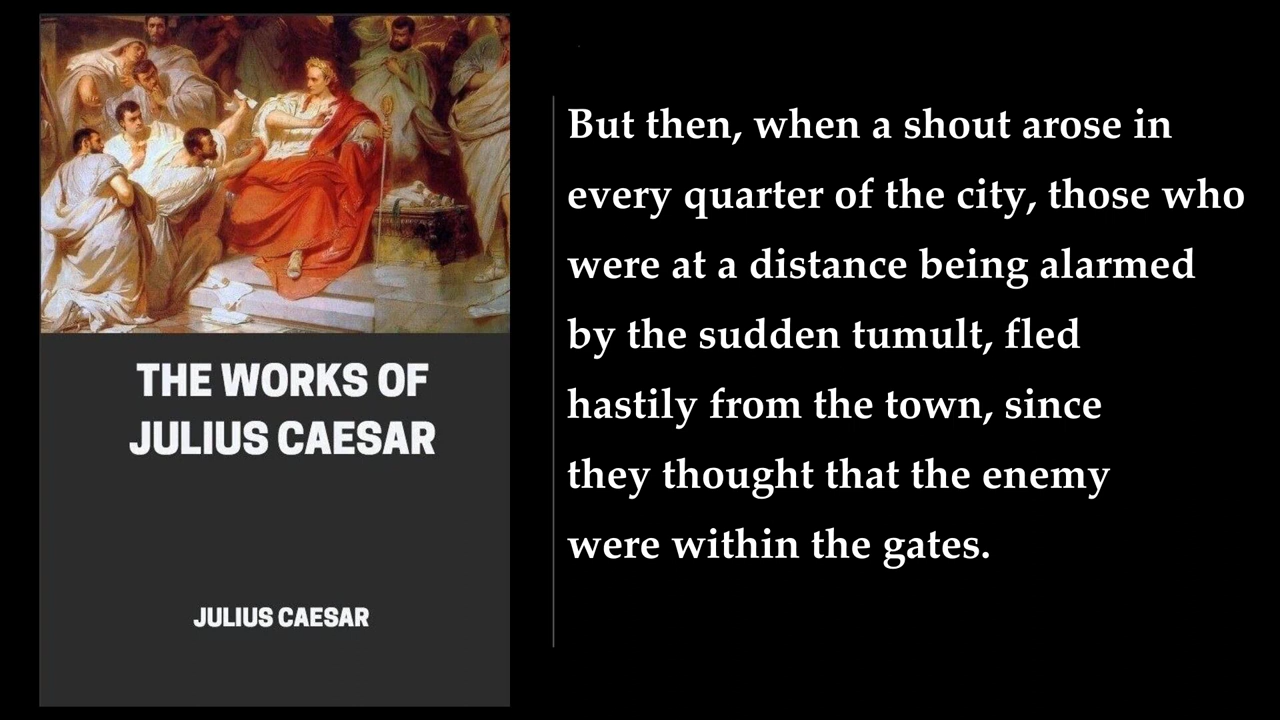 THE WORKS OF
JULIUS CAESAR
JULIUS CAESAR
But then, when a shout arose in
every quarter of the city, those who
were at a distance being alarmed
by the sudden tumult, fled
hastily from the town, since
they thought that the enemy
were within the gates.